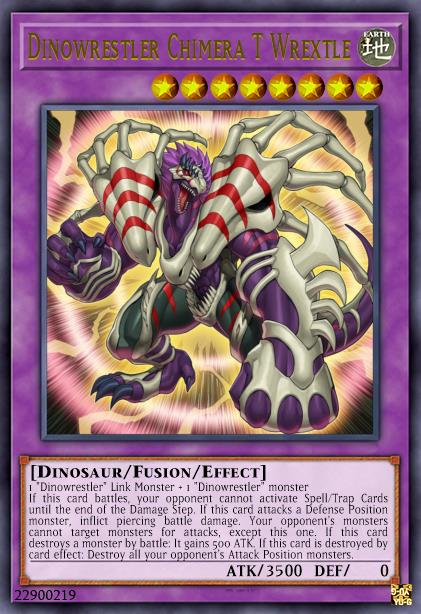 Dinowrestler Chimera T Wrextle
EARTH
地
[Dinosaur/Fusion/Effect]
1 "Dinowrestler" Link Monster + 1 "Dinowrestler" monster
If this card battles, your opponent cannot activate Spell/Trap Cards
until the end of the Damage Step. If this card attacks a Defense Position
monster, inflict piercing battle damage. Your opponent's monsters
cannot target monsters for attacks, except this one. If this card
destroys a monster by battle: It gains 500 ATK. If this card is destroyed by
card effect: Destroy all your opponent's Attack Position monsters.
ATK/3500 DEF/ 0
22900219